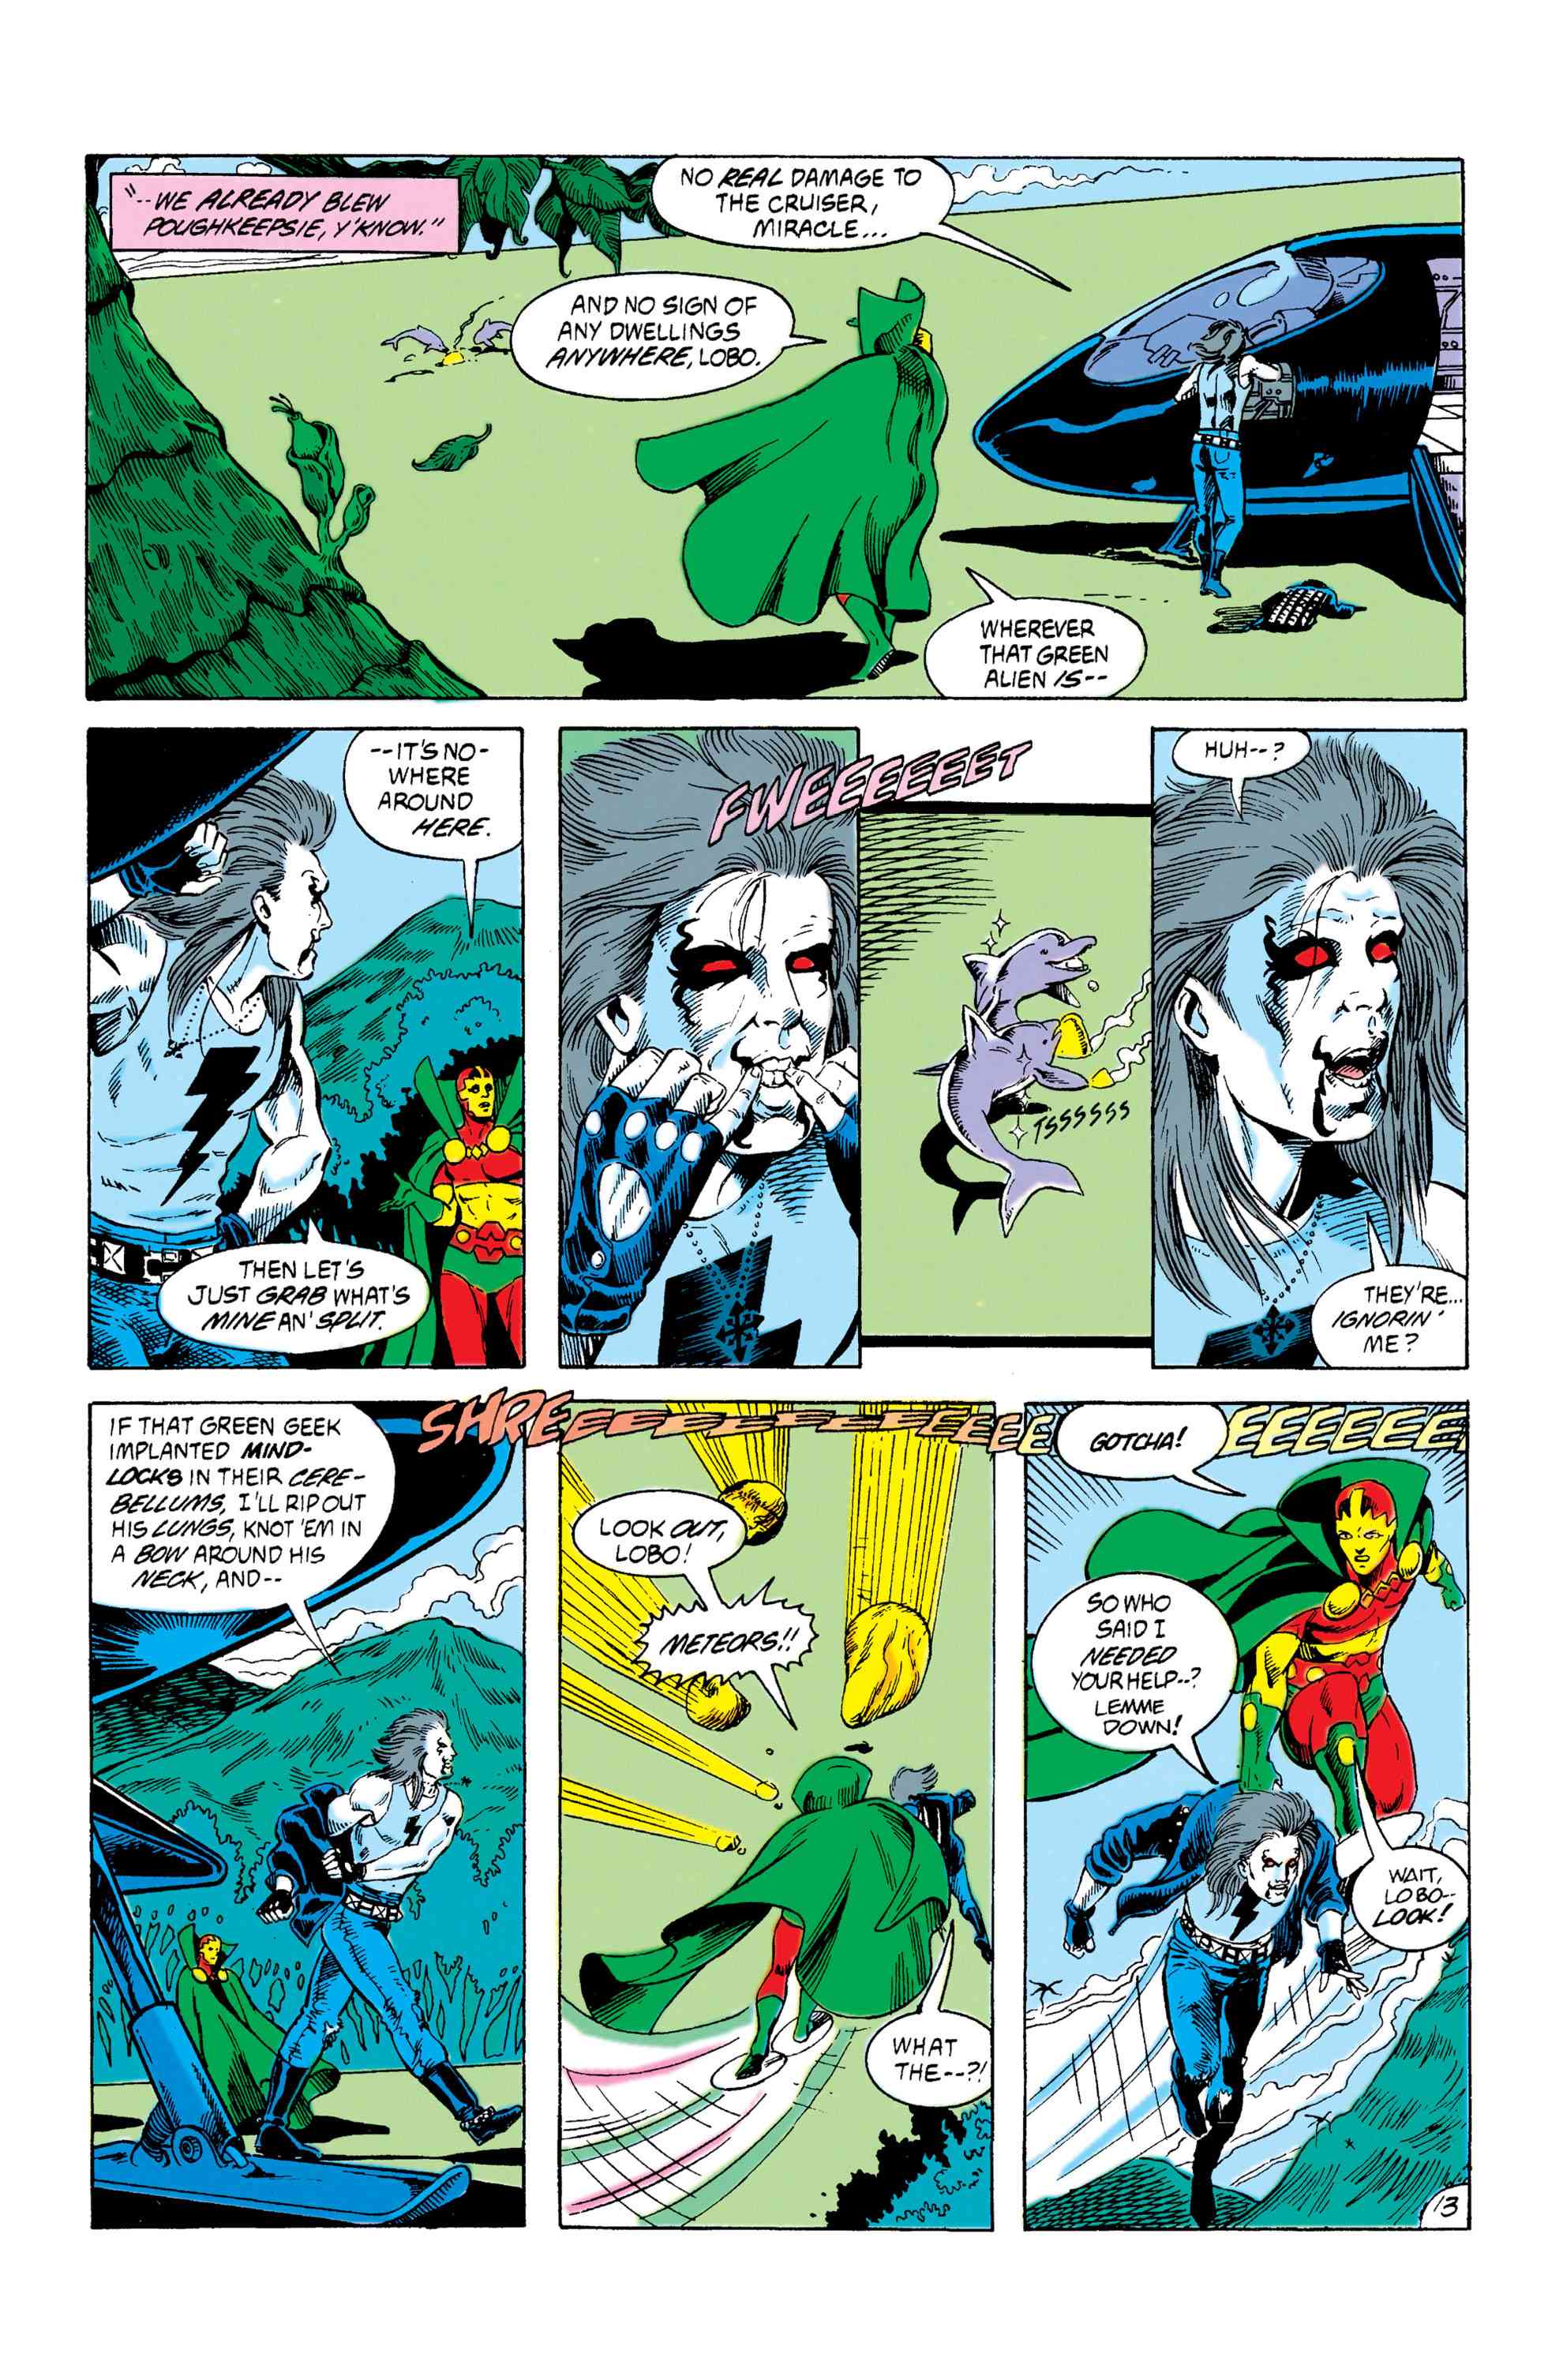 "--WE ALREADY BLEW
POUGHKEEPSIE, Y'KNOW."
NO REAL DAMAGE TO
THE CRUISER,
MIRACLE...
AND NO SIGN OF
ANY DWELLINGS
ANYWHERE, LOBO.
WHEREVER
THAT GREEN
ALIEN IS--
--IT'S NO-
WHERE
AROUND
HERE.
THEN LET'S
JUST GRAB WHAT'S
MINE AN' SPLIT.
FWEEEEEEET
TSSSSSS
HUH--?
THEY'RE...
IGNORIN'
ME?
IF THAT GREEN GEEK
IMPLANTED MIND-
LOCKS IN THEIR CERE-
BELLUMS, I'LL RIP OUT
HIS LUNGS, KNOT 'EM IN
A BOW AROUND HIS
NECK, AND--
SHREEEEEEEEEEEEEEEEEEEEE
LOOK OUT,
LOBO!
METEORS!!
WHAT
THE--?!
GOTCHA!
SO WHO
SAID I
NEEDED
YOUR HELP--?
LEMME
DOWN!
WAIT,
LOBO--
LOOK!
13